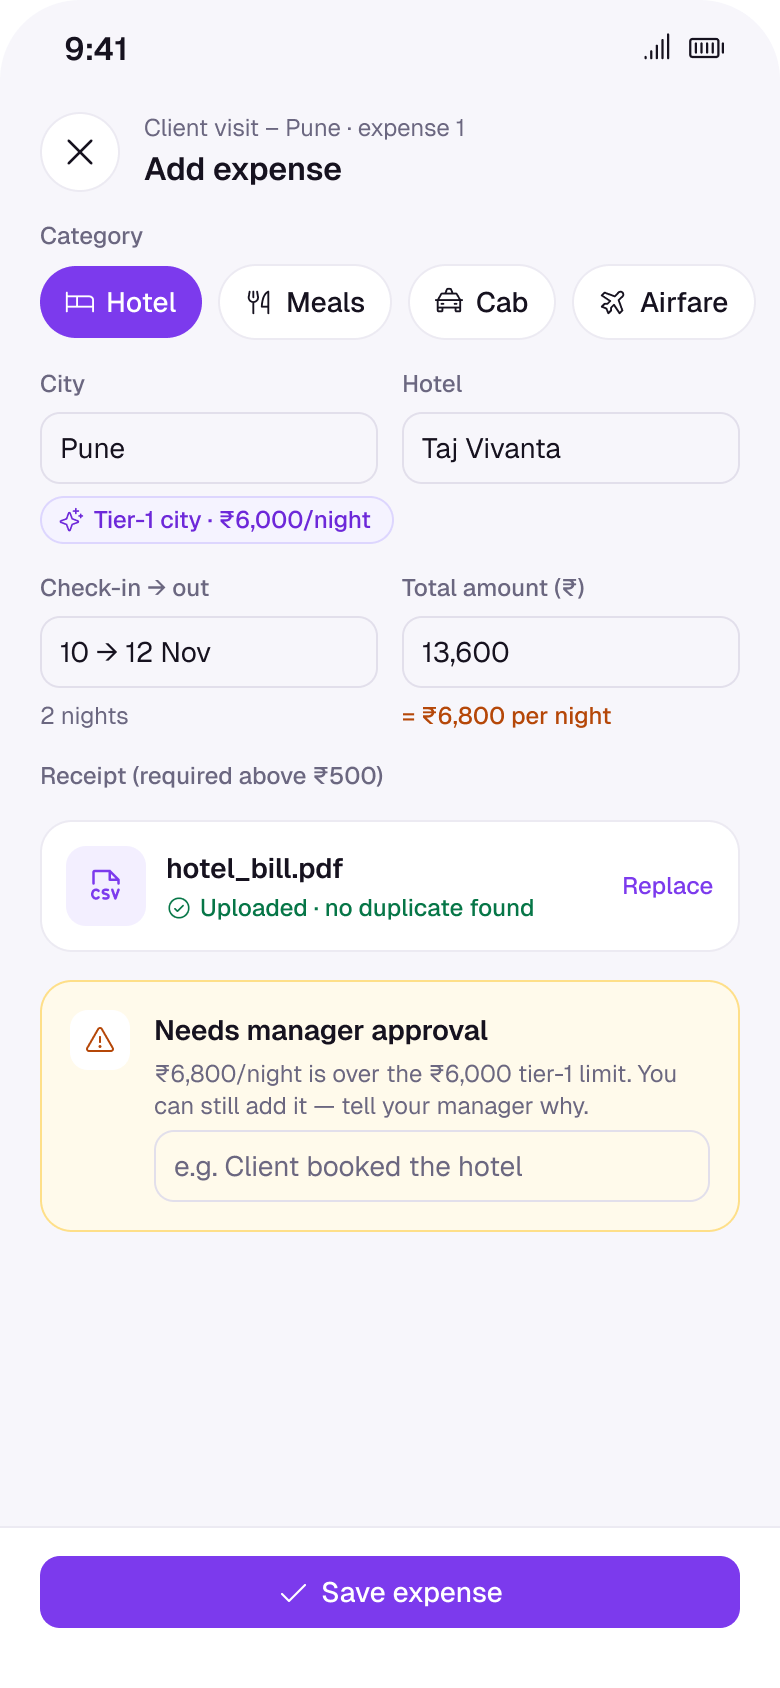 9:41
Client visit – Pune · expense 1
Add expense
Category
Hotel
Meals
Cab
Airfare
City
Hotel
Pune
Taj Vivanta
Tier-1 city · ₹6,000/night
Check-in → out
Total amount (₹)
10 → 12 Nov
13,600
2 nights
= ₹6,800 per night
Receipt (required above ₹500)
CSV
hotel_bill.pdf
Uploaded · no duplicate found
Replace
Needs manager approval
₹6,800/night is over the ₹6,000 tier-1 limit. You
can still add it — tell your manager why.
e.g. Client booked the hotel
Save expense